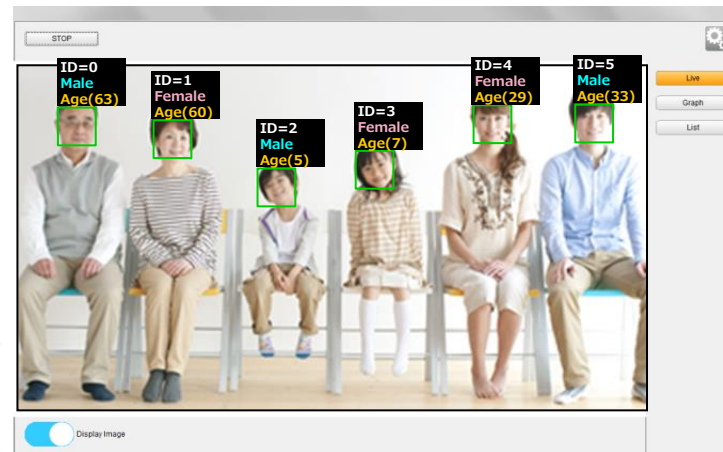 STOP
ID=0
Male
Age(63)
ID=1
Female
Age(60)
ID=2
Male
Age(5)
ID=3
Female
Age(7)
ID=4
Female
Age(29)
ID=5
Male
Age(33)
Live
Graph
List
Display Image